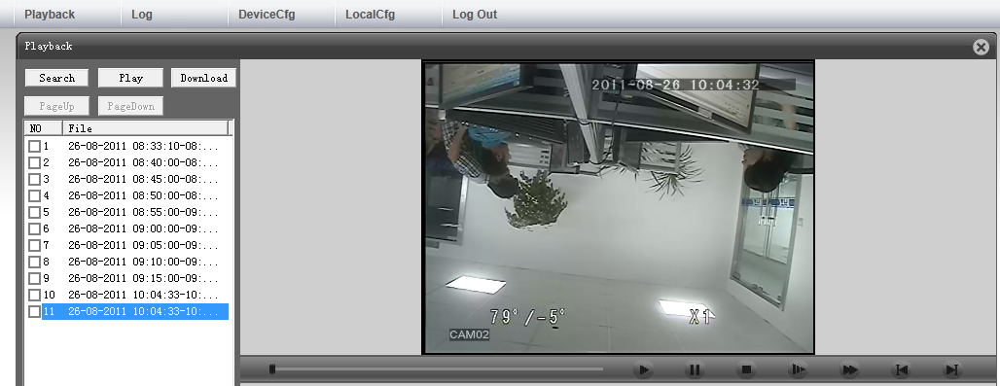 Playback Log DeviceCfg LocalCfg Log Out
Playback
Search Play Download
PageUp PageDown
NO File
1 26-08-2011 08:33:10-08:...
2 26-08-2011 08:40:00-08:...
3 26-08-2011 08:45:00-08:...
4 26-08-2011 08:50:00-08:...
5 26-08-2011 08:55:00-09:...
6 26-08-2011 09:00:00-09:...
7 26-08-2011 09:05:00-09:...
8 26-08-2011 09:10:00-09:...
9 26-08-2011 09:15:00-09:...
10 26-08-2011 10:04:33-10:...
11 26-08-2011 10:04:33-10:...
2011-08-26 10:04:32
79°/-5° X1
CAM02